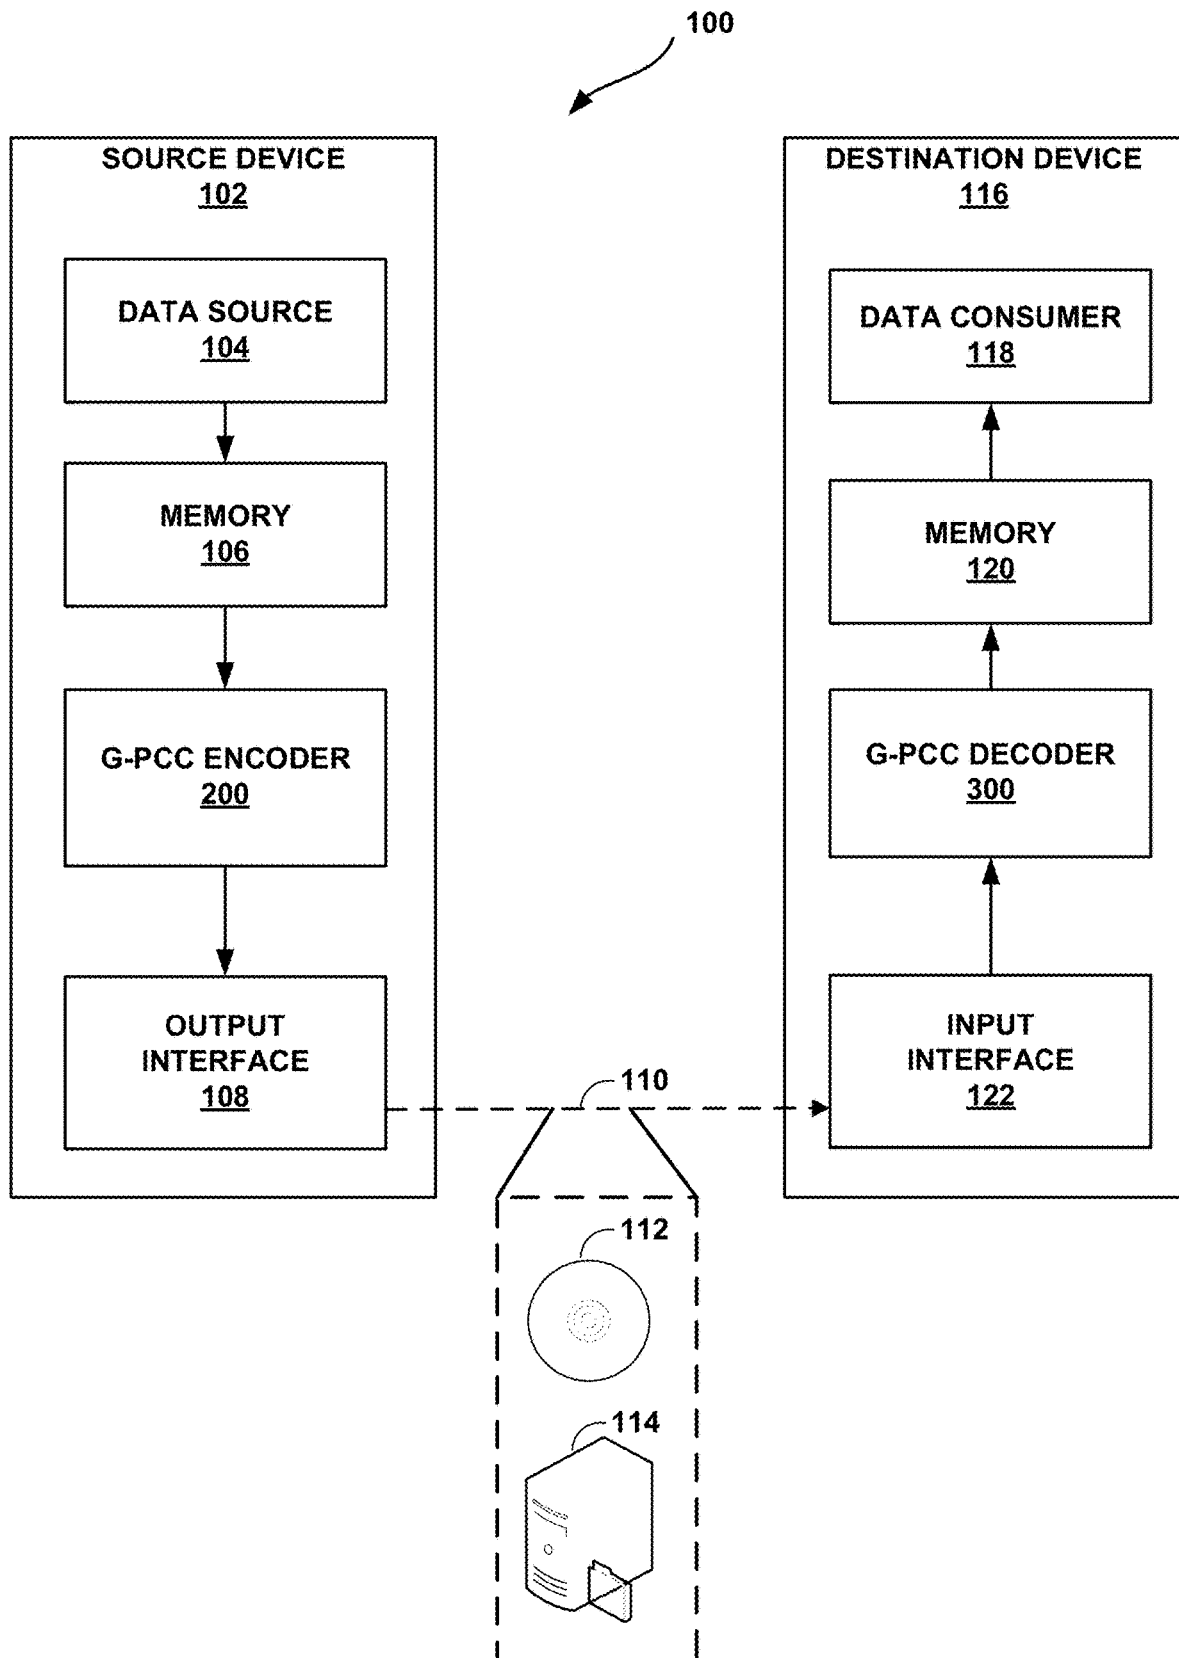 100
SOURCE DEVICE
102
DATA SOURCE
104
MEMORY
106
G-PCC ENCODER
200
OUTPUT
INTERFACE
108
DESTINATION DEVICE
116
DATA CONSUMER
118
MEMORY
120
G-PCC DECODER
300
INPUT
INTERFACE
122
110
112
114